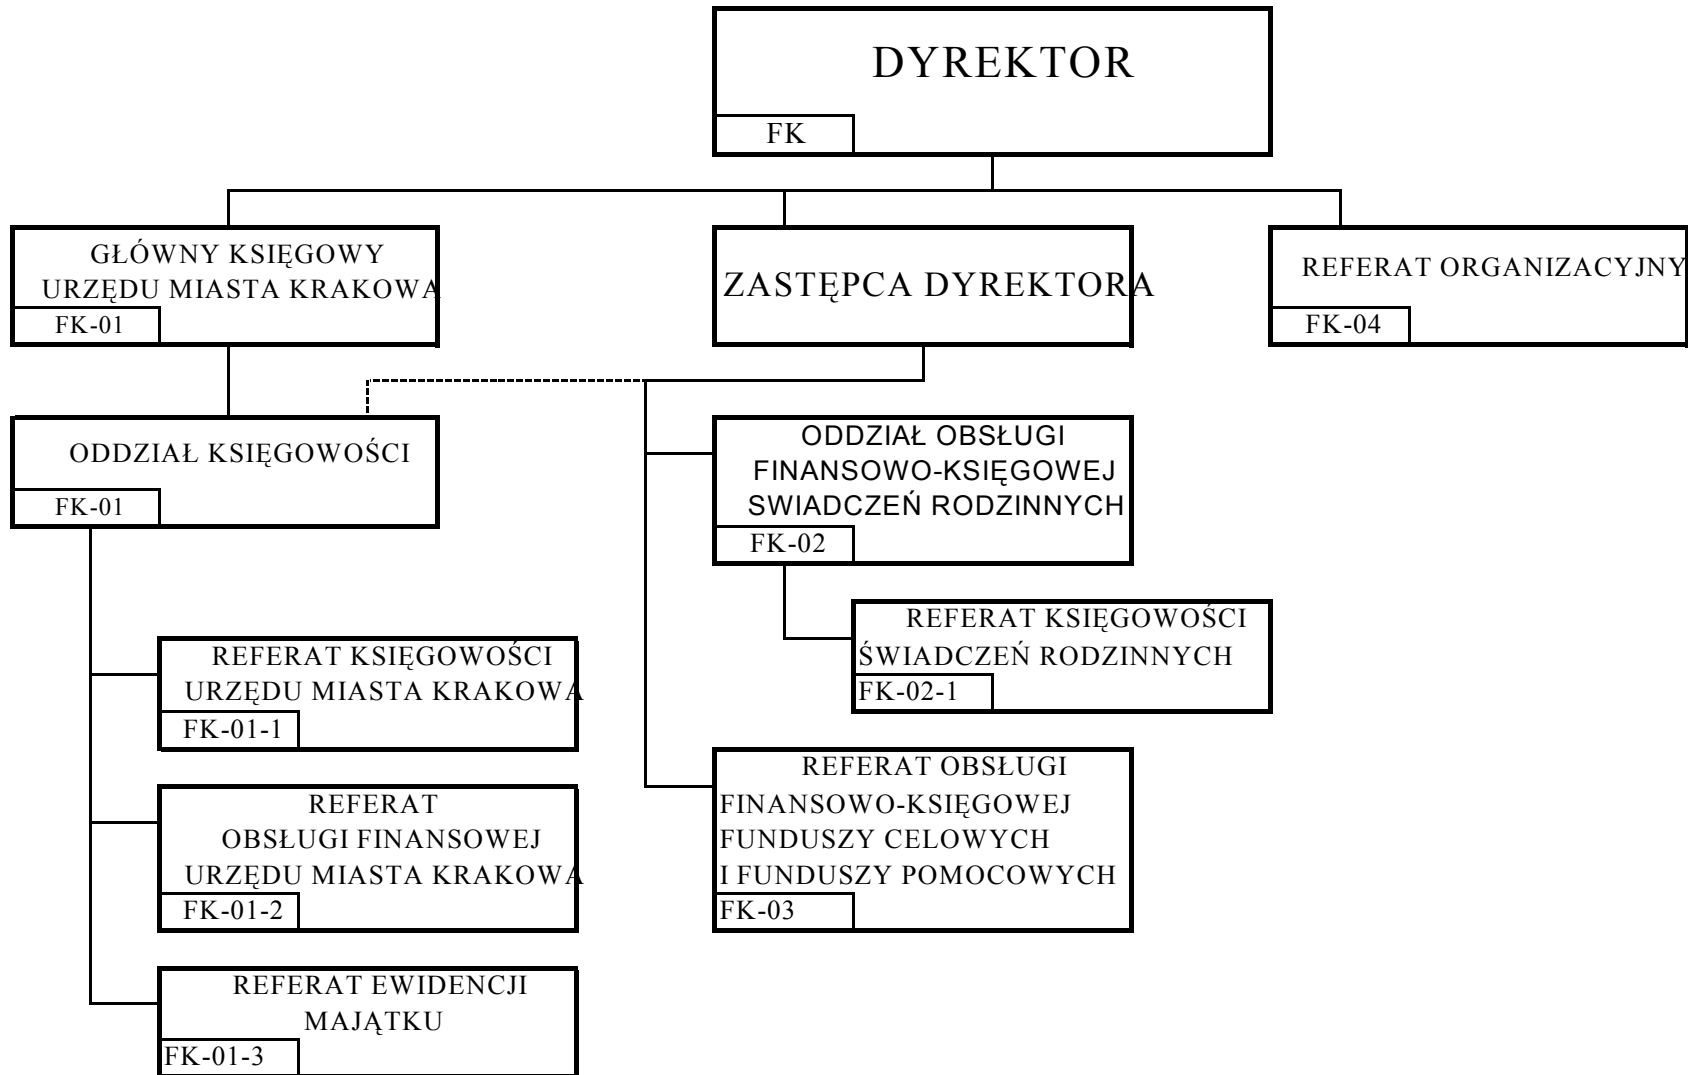 DYREKTOR
FK
GŁÓWNY KSIĘGOWY
URZĘDU MIASTA KRAKOWA
FK-01
ZASTĘPCA DYREKTORA
REFERAT ORGANIZACYJNY
FK-04
ODDZIAŁ KSIĘGOWOŚCI
FK-01
ODDZIAŁ OBSŁUGI
FINANSOWO-KSIĘGOWEJ
SWIADCZEŃ RODZINNYCH
FK-02
REFERAT KSIĘGOWOŚCI
ŚWIADCZEŃ RODZINNYCH
FK-02-1
REFERAT KSIĘGOWOŚCI
URZĘDU MIASTA KRAKOWA
FK-01-1
REFERAT OBSŁUGI
FINANSOWO-KSIĘGOWEJ
FUNDUSZY CELOWYCH
I FUNDUSZY POMOCOWYCH
FK-03
REFERAT
OBSŁUGI FINANSOWEJ
URZĘDU MIASTA KRAKOWA
FK-01-2
REFERAT EWIDENCJI
MAJĄTKU
FK-01-3